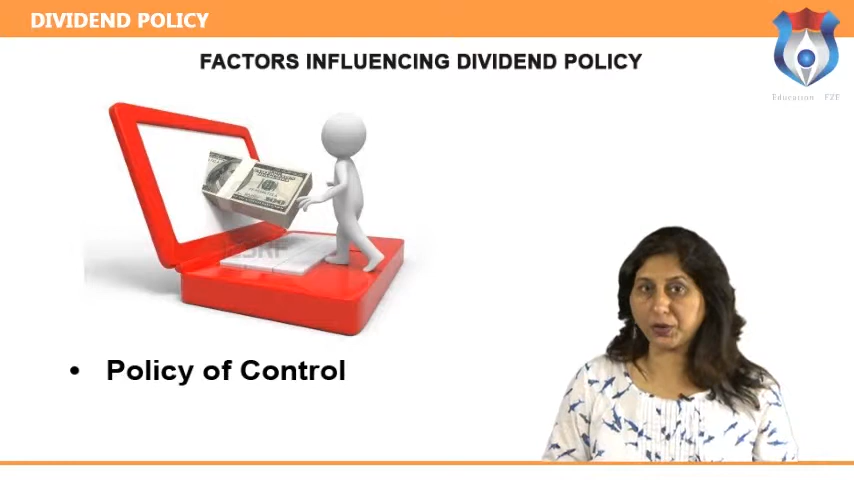 DIVIDEND POLICY
FACTORS INFLUENCING DIVIDEND POLICY
Education FZE
• Policy of Control